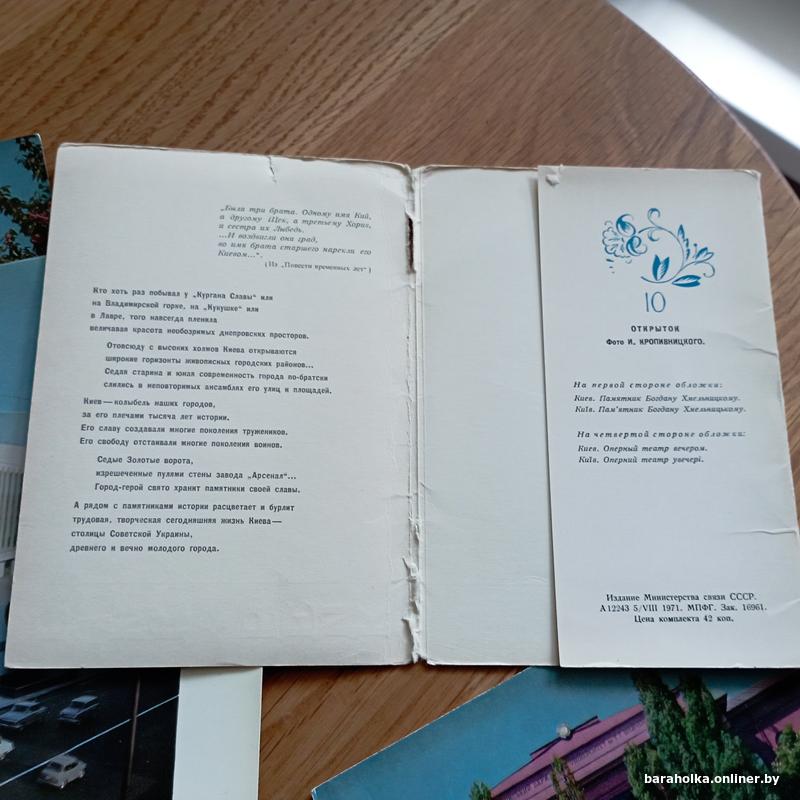 „Были три брата. Одному имя Кий,
а другому Щек, а третьему Хорив,
и сестра их Лыбедь.
...И воздвигли они град,
во имя брата старшего нарекли его
Киевом...".
(Из „Повести временных лет")
Кто хоть раз побывал у „Кургана Славы" или
на Владимирской горке, на „Кукушке" или
в Лавре, того навсегда пленила
величавая красота необозримых днепровских просторов.
Отовсюду с высоких холмов Киева открываются
широкие горизонты живописных городских районов...
Седая старина и юная современность города по-братски
слились в неповторимых ансамблях его улиц и площадей.
Киев — колыбель наших городов,
за его плечами тысяча лет истории.
Его славу создавали многие поколения тружеников.
Его свободу отстаивали многие поколения воинов.
Седые Золотые ворота,
изрешеченные пулями стены завода „Арсенал"...
Город-герой свято хранит памятники своей славы.
А рядом с памятниками истории расцветает и бурлит
трудовая, творческая сегодняшняя жизнь Киева —
столицы Советской Украины,
древнего и вечно молодого города.
10
ОТКРЫТОК
Фото И. КРОПИВНИЦКОГО.
На первой стороне обложки:
Киев. Памятник Богдану Хмельницкому.
Київ. Пам'ятник Богдану Хмельницькому.
На четвертой стороне обложки:
Киев. Оперный театр вечером.
Київ. Оперний театр увечері.
Издание Министерства связи СССР.
А 12243 5/VIII 1971. МПФГ. Зак. 16961.
Цена комплекта 42 коп.
baraholka.onliner.by